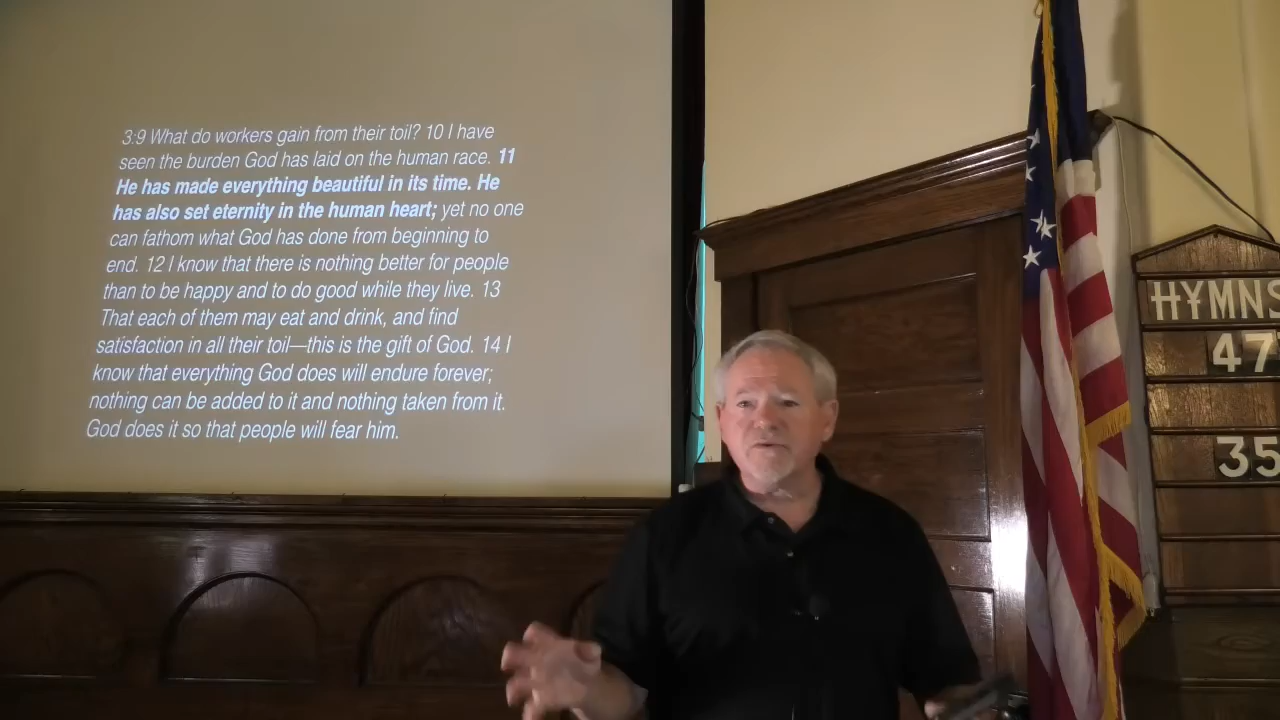 3:9 What do workers gain from their toil? 10 I have
seen the burden God has laid on the human race. 11
He has made everything beautiful in its time. He
has also set eternity in the human heart; yet no one
can fathom what God has done from beginning to
end. 12 I know that there is nothing better for people
than to be happy and to do good while they live. 13
That each of them may eat and drink, and find
satisfaction in all their toil—this is the gift of God. 14 I
know that everything God does will endure forever;
nothing can be added to it and nothing taken from it.
God does it so that people will fear him.
HYMNS
47
35